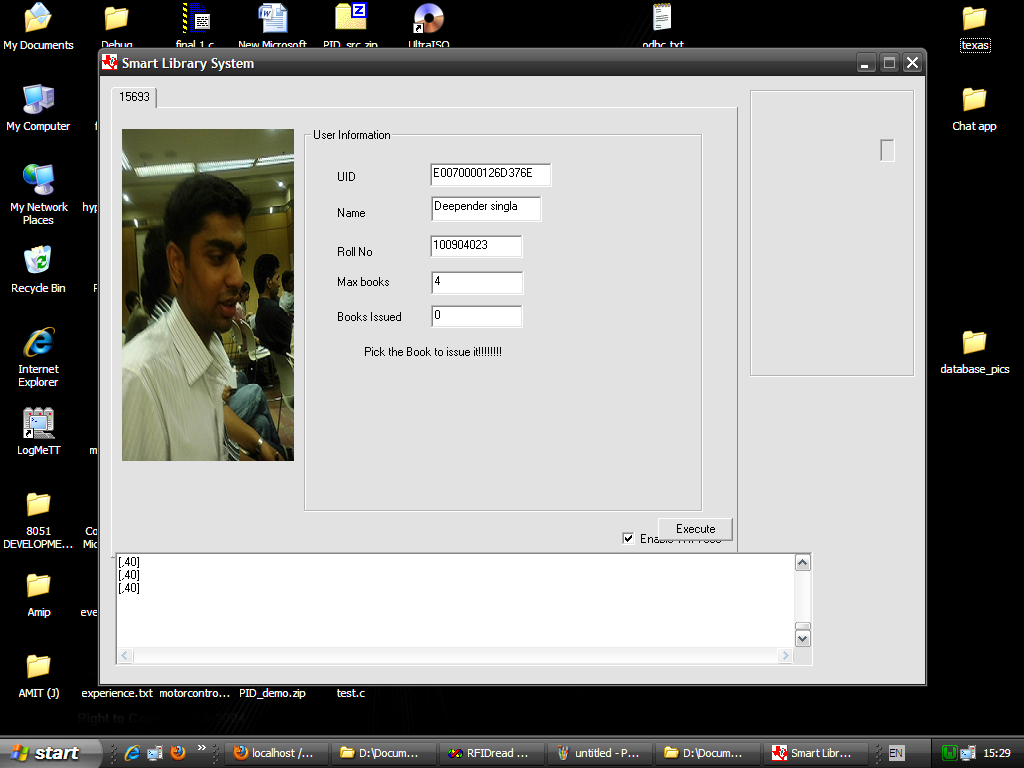 My Documents
Debug
final 1.c
New Microsoft
PID_src.zip
UltraISO
odbc.txt
texas
Smart Library System
15693
My Computer
Chat app
User Information
UID
E0070000126D376E
Name
Deepender singla
My Network
Places
hyp
Roll No
100904023
Recycle Bin
Max books
4
Books Issued
0
Pick the Book to issue it!!!!!!!!
Internet
Explorer
database_pics
LogMeTT
m
8051
DEVELOPME...
Co
Mic
Execute
[,40]
[,40]
[,40]
Amip
eve
AMIT (J)
experience.txt
motorcontro...
PID_demo.zip
test.c
start
localhost /...
D:\Docum...
RFIDread ...
untitled - P...
D:\Docum...
Smart Libr...
EN
15:29